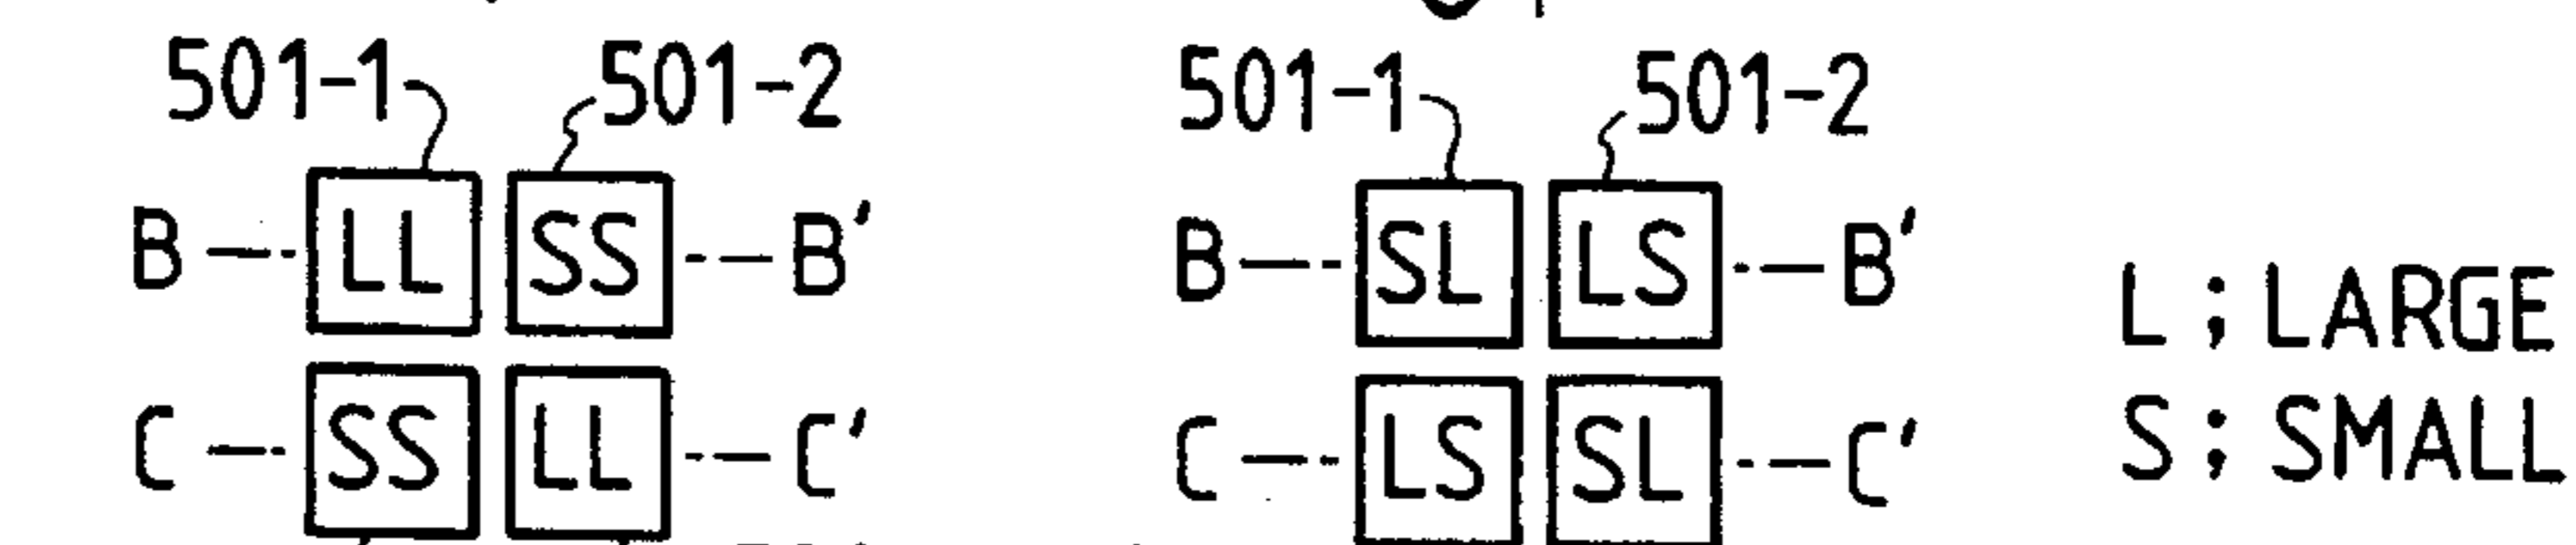 501-1 501-2 501-1 501-2
B LL SS B' B SL LS B'
L ; LARGE
C SS LL C' C LS SL C'
S ; SMALL